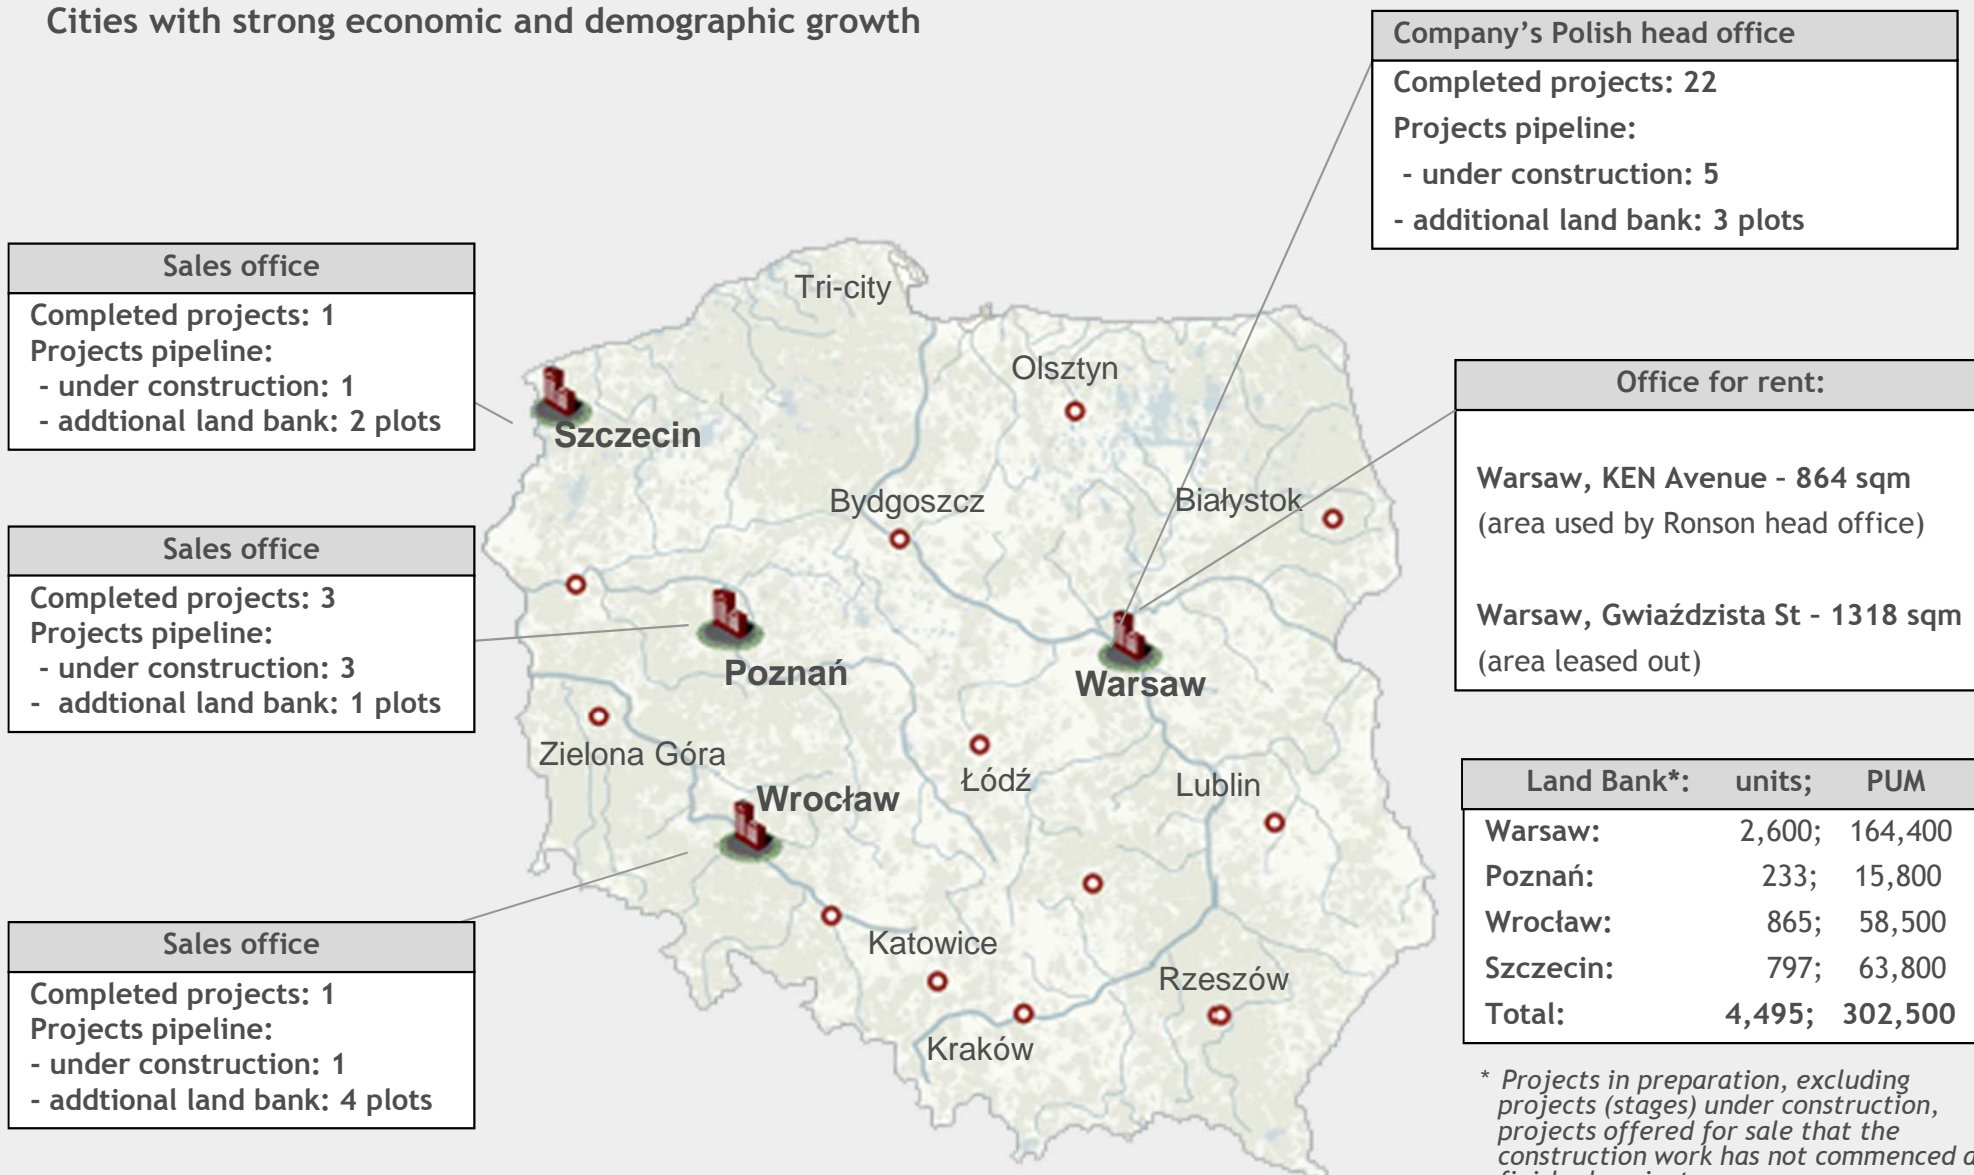 Cities with strong economic and demographic growth
Company’s Polish head office
Completed projects: 22
Projects pipeline:
- under construction: 5
- additional land bank: 3 plots
Sales office
Completed projects: 1
Projects pipeline:
- under construction: 1
- addtional land bank: 2 plots
Sales office
Completed projects: 3
Projects pipeline:
- under construction: 3
- addtional land bank: 1 plots
Sales office
Completed projects: 1
Projects pipeline:
- under construction: 1
- addtional land bank: 4 plots
Tri-city
Olsztyn
Szczecin
Bydgoszcz
Białystok
Poznań
Warsaw
Zielona Góra
Wrocław
Łódź
Lublin
Katowice
Rzeszów
Kraków
Office for rent:
Warsaw, KEN Avenue – 864 sqm
(area used by Ronson head office)
Warsaw, Gwiaździsta St – 1318 sqm
(area leased out)
Land Bank*: units; PUM
Warsaw: 2,600; 164,400
Poznań: 233; 15,800
Wrocław: 865; 58,500
Szczecin: 797; 63,800
Total: 4,495; 302,500
* Projects in preparation, excluding
projects (stages) under construction,
projects offered for sale that the
construction work has not commenced